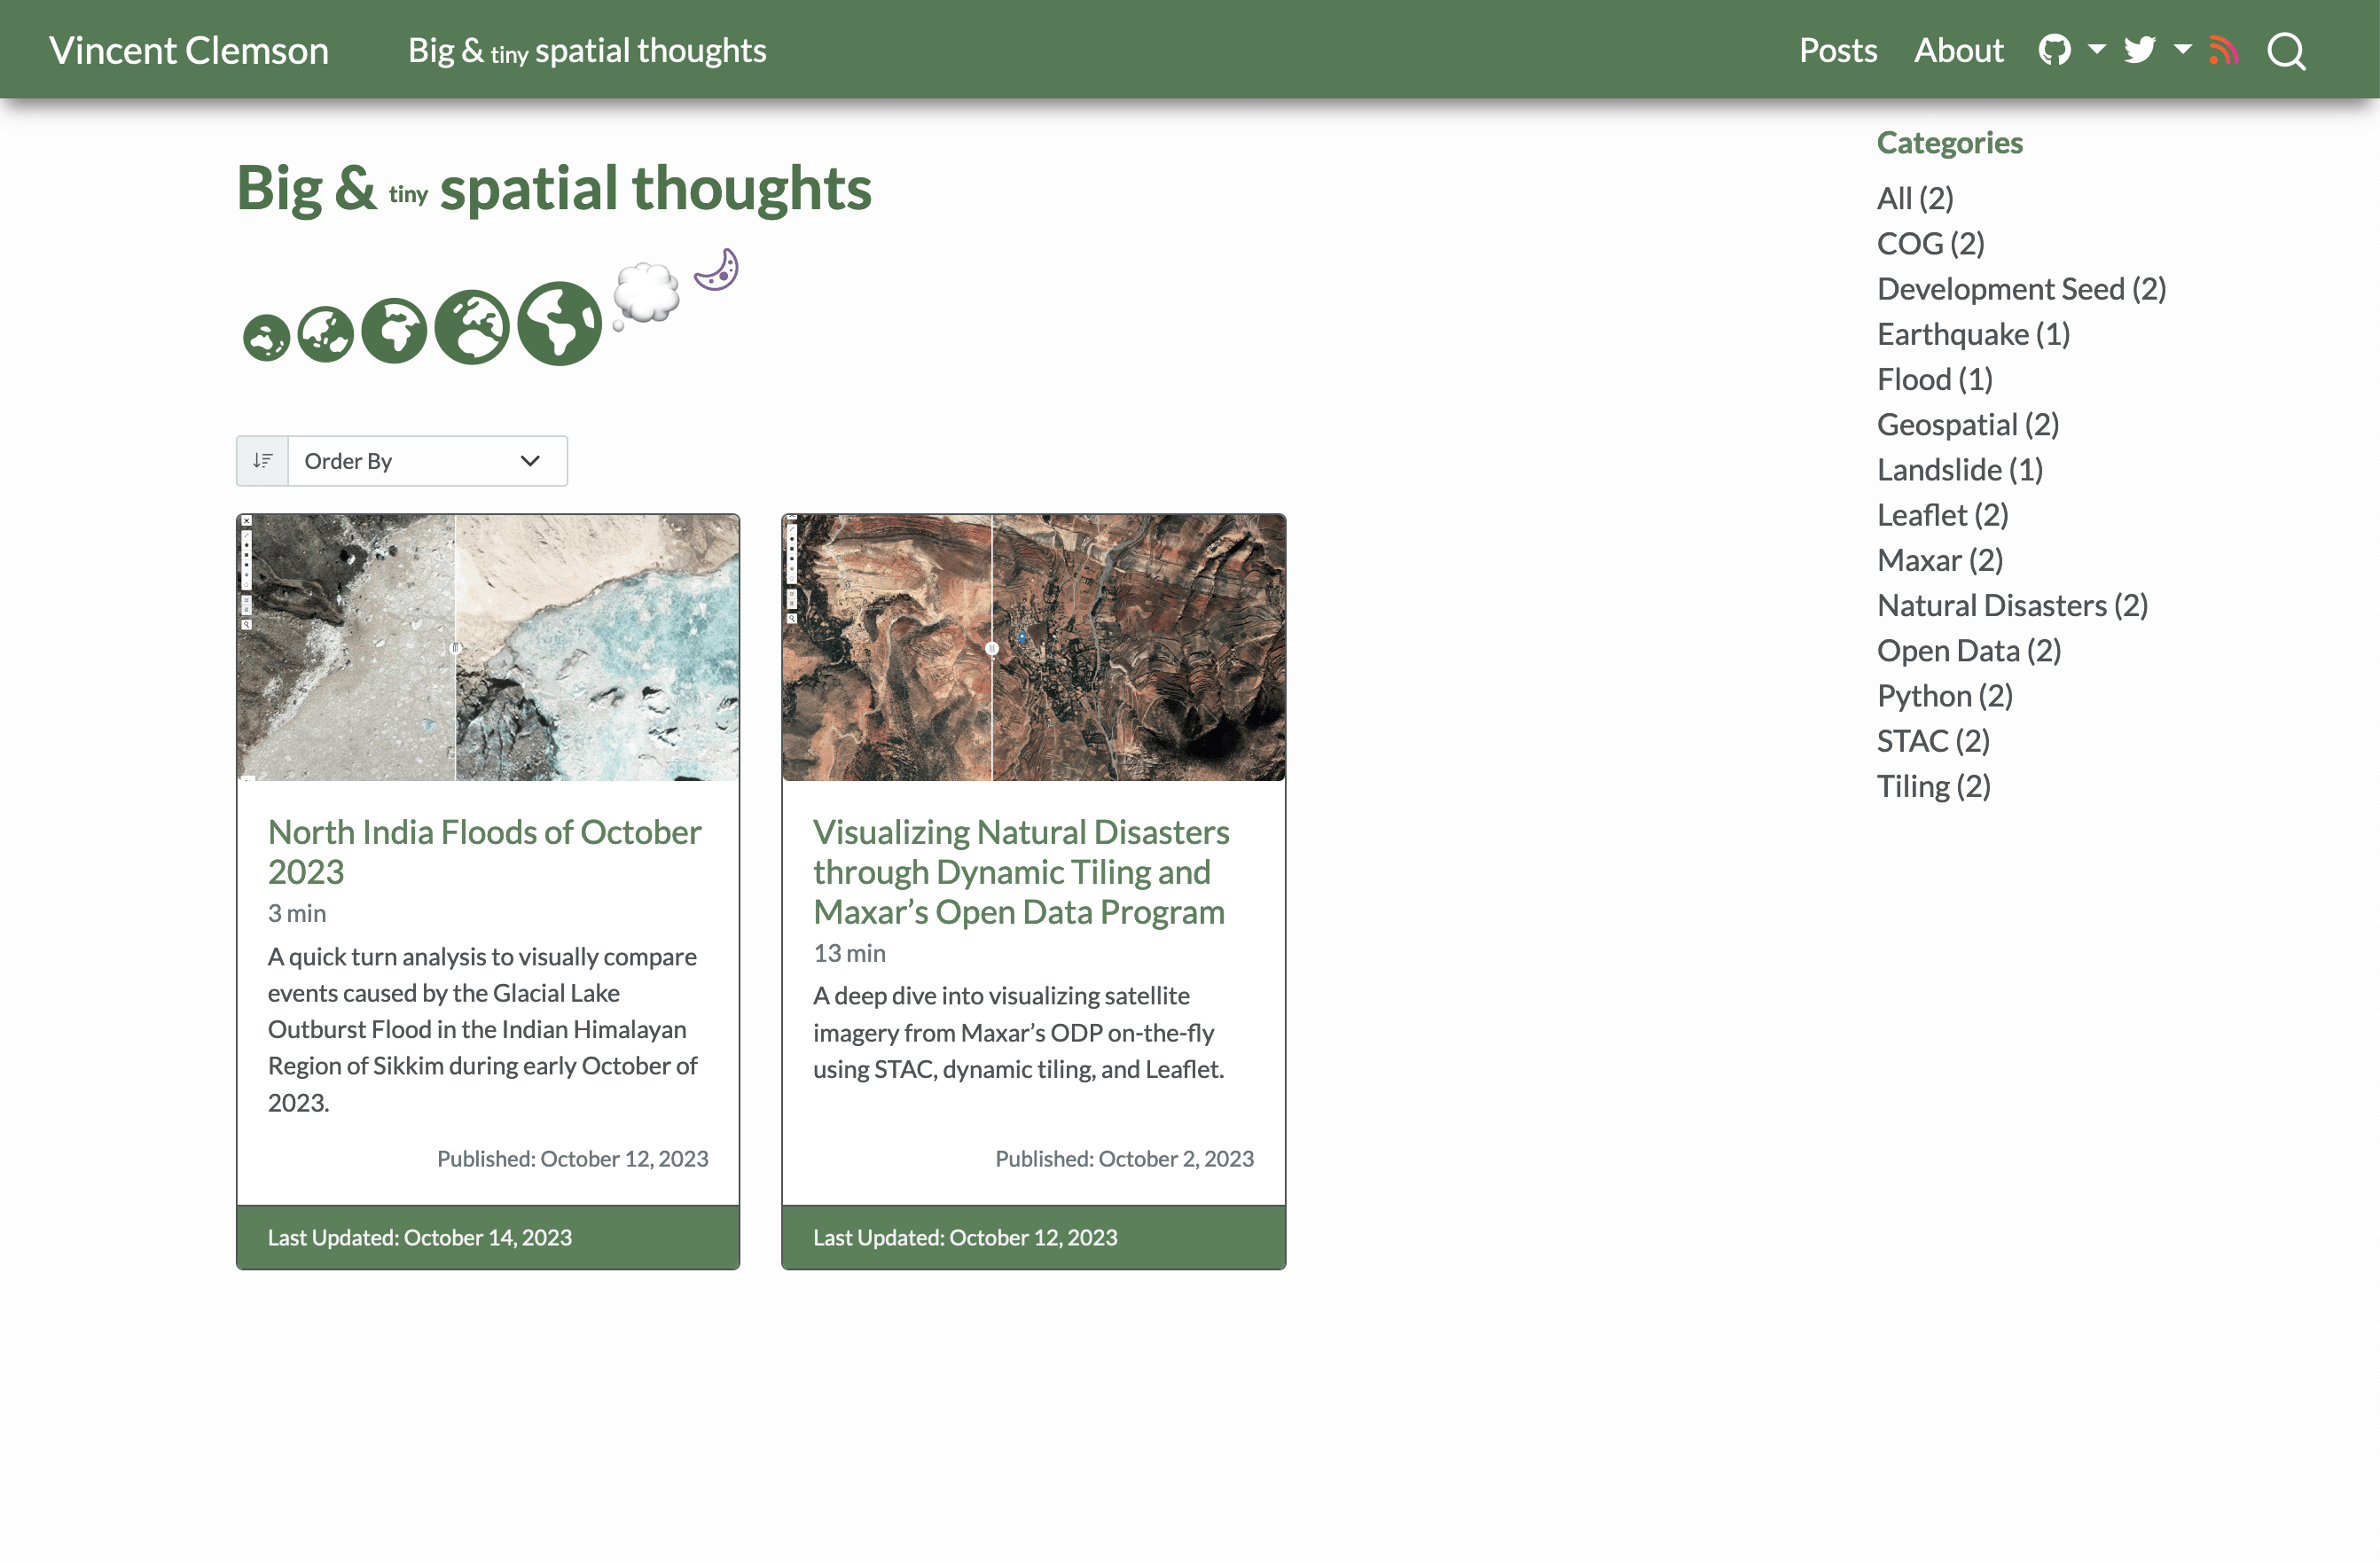 Vincent Clemson
Big & tiny spatial thoughts
Posts
About
Big & tiny spatial thoughts
Order By
North India Floods of October
2023
3 min
A quick turn analysis to visually compare
events caused by the Glacial Lake
Outburst Flood in the Indian Himalayan
Region of Sikkim during early October of
2023.
Published: October 12, 2023
Last Updated: October 14, 2023
Visualizing Natural Disasters
through Dynamic Tiling and
Maxar’s Open Data Program
13 min
A deep dive into visualizing satellite
imagery from Maxar’s ODP on-the-fly
using STAC, dynamic tiling, and Leaflet.
Published: October 2, 2023
Last Updated: October 12, 2023
Categories
All (2)
COG (2)
Development Seed (2)
Earthquake (1)
Flood (1)
Geospatial (2)
Landslide (1)
Leaflet (2)
Maxar (2)
Natural Disasters (2)
Open Data (2)
Python (2)
STAC (2)
Tiling (2)